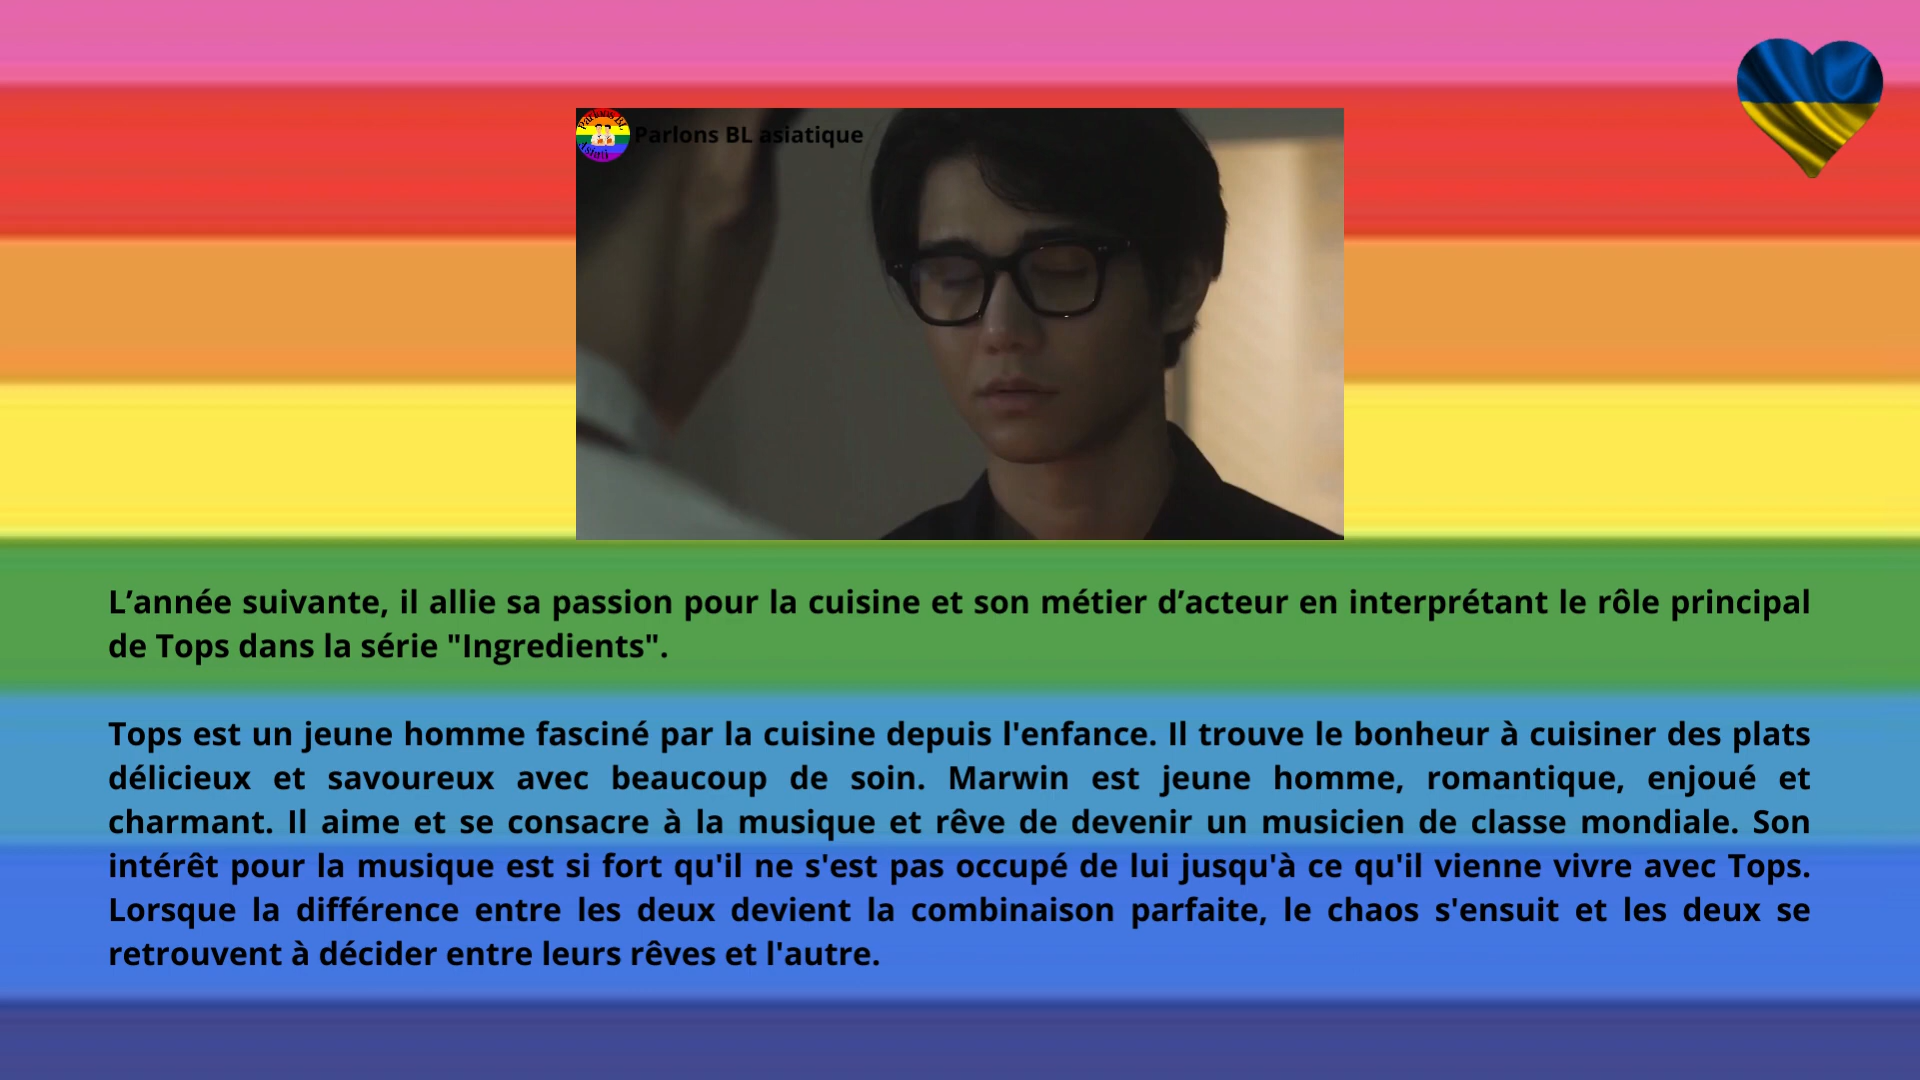 Parlons BL
Asiati
Parlons BL asiatique
L’année suivante, il allie sa passion pour la cuisine et son métier d’acteur en interprétant le rôle principal
de Tops dans la série "Ingredients".
Tops est un jeune homme fasciné par la cuisine depuis l'enfance. Il trouve le bonheur à cuisiner des plats
délicieux et savoureux avec beaucoup de soin. Marwin est jeune homme, romantique, enjoué et
charmant. Il aime et se consacre à la musique et rêve de devenir un musicien de classe mondiale. Son
intérêt pour la musique est si fort qu'il ne s'est pas occupé de lui jusqu'à ce qu'il vienne vivre avec Tops.
Lorsque la différence entre les deux devient la combinaison parfaite, le chaos s'ensuit et les deux se
retrouvent à décider entre leurs rêves et l'autre.